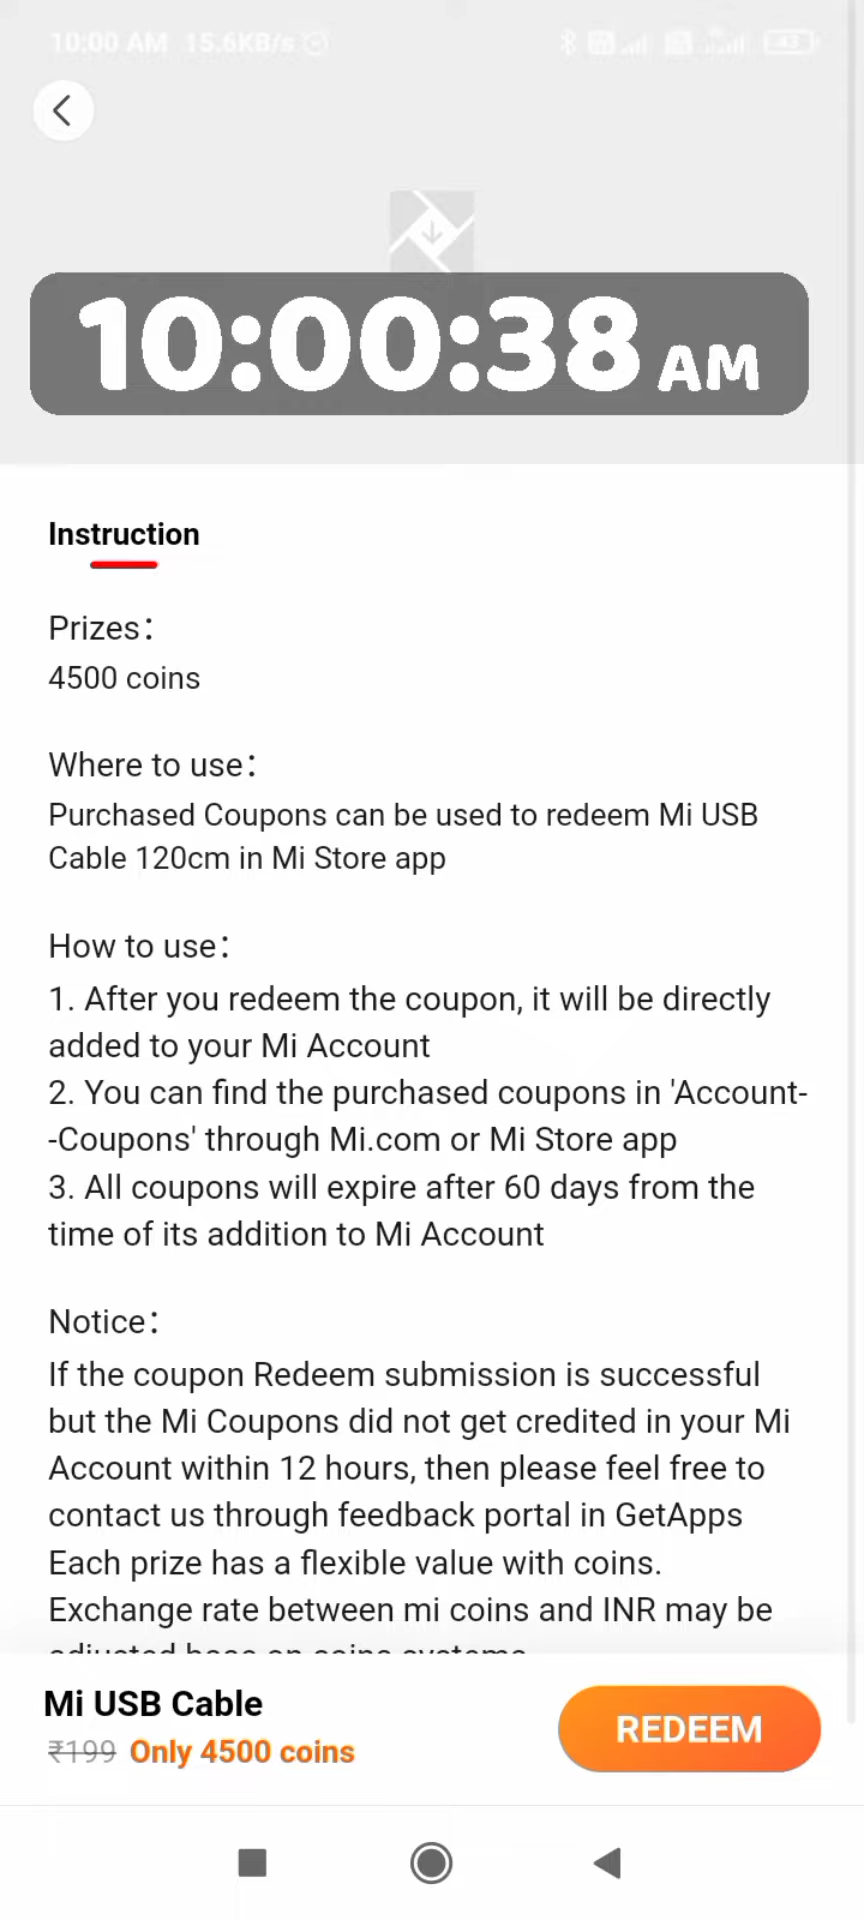 10:00 AM 15.6KB/s
43
10:00:38 AM
Instruction
Prizes：
4500 coins
Where to use：
Purchased Coupons can be used to redeem Mi USB
Cable 120cm in Mi Store app
How to use：
1. After you redeem the coupon, it will be directly
added to your Mi Account
2. You can find the purchased coupons in 'Account-
-Coupons' through Mi.com or Mi Store app
3. All coupons will expire after 60 days from the
time of its addition to Mi Account
Notice：
If the coupon Redeem submission is successful
but the Mi Coupons did not get credited in your Mi
Account within 12 hours, then please feel free to
contact us through feedback portal in GetApps
Each prize has a flexible value with coins.
Exchange rate between mi coins and INR may be
Mi USB Cable
₹199 Only 4500 coins
REDEEM